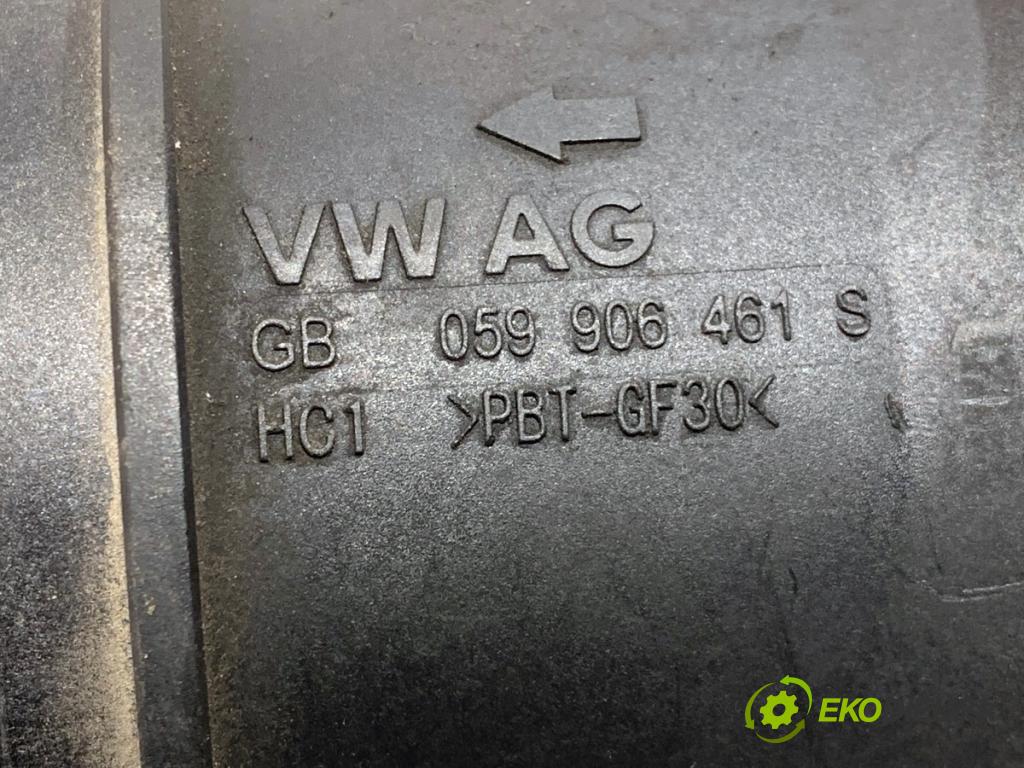 VW AG
GB 059 906 461 S
HC1 >PBT-GF30<
EKO